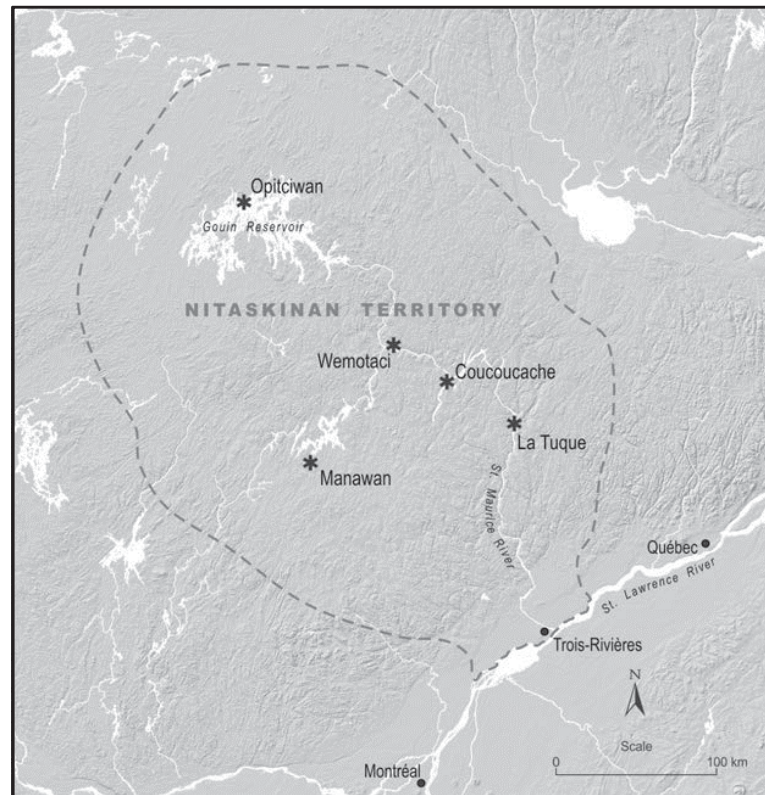 Opitciwan
Gouin Reservoir
NITASKINAN TERRITORY
Wemotaci
Coucoucache
La Tuque
Manawan
St. Maurice River
Québec
St. Lawrence River
Trois-Rivières
N
Scale
Montréal
0 100 km